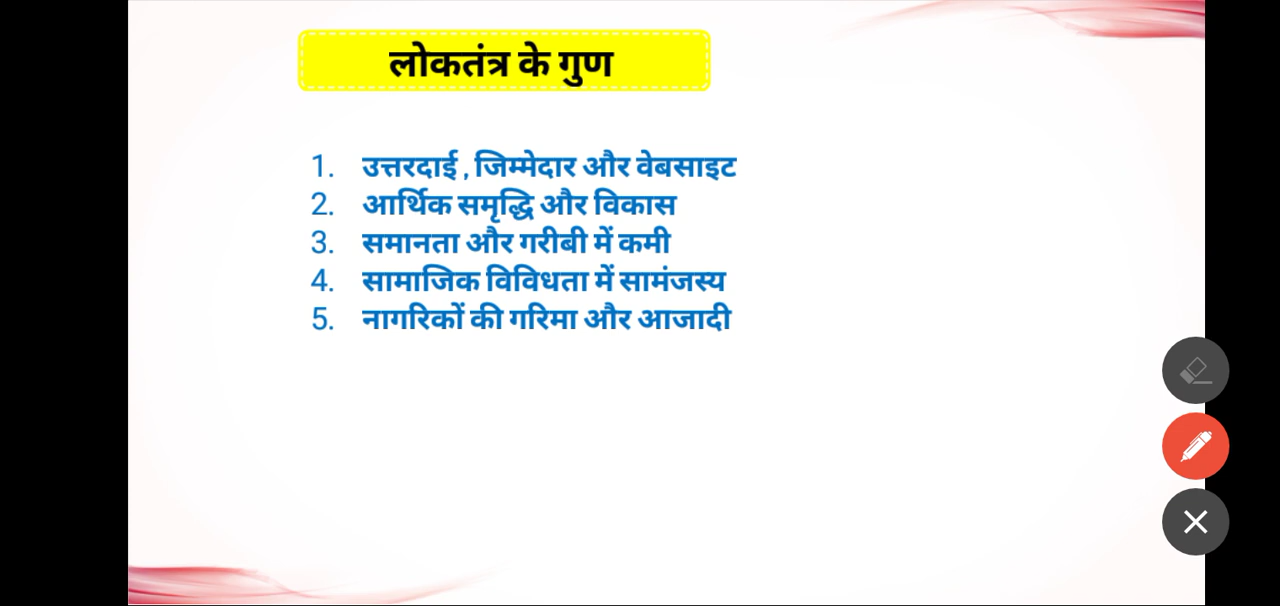 लोकतंत्र के गुण
1. उत्तरदाई , जिम्मेदार और वेबसाइट
2. आर्थिक समृद्धि और विकास
3. समानता और गरीबी में कमी
4. सामाजिक विविधता में सामंजस्य
5. नागरिकों की गरिमा और आजादी